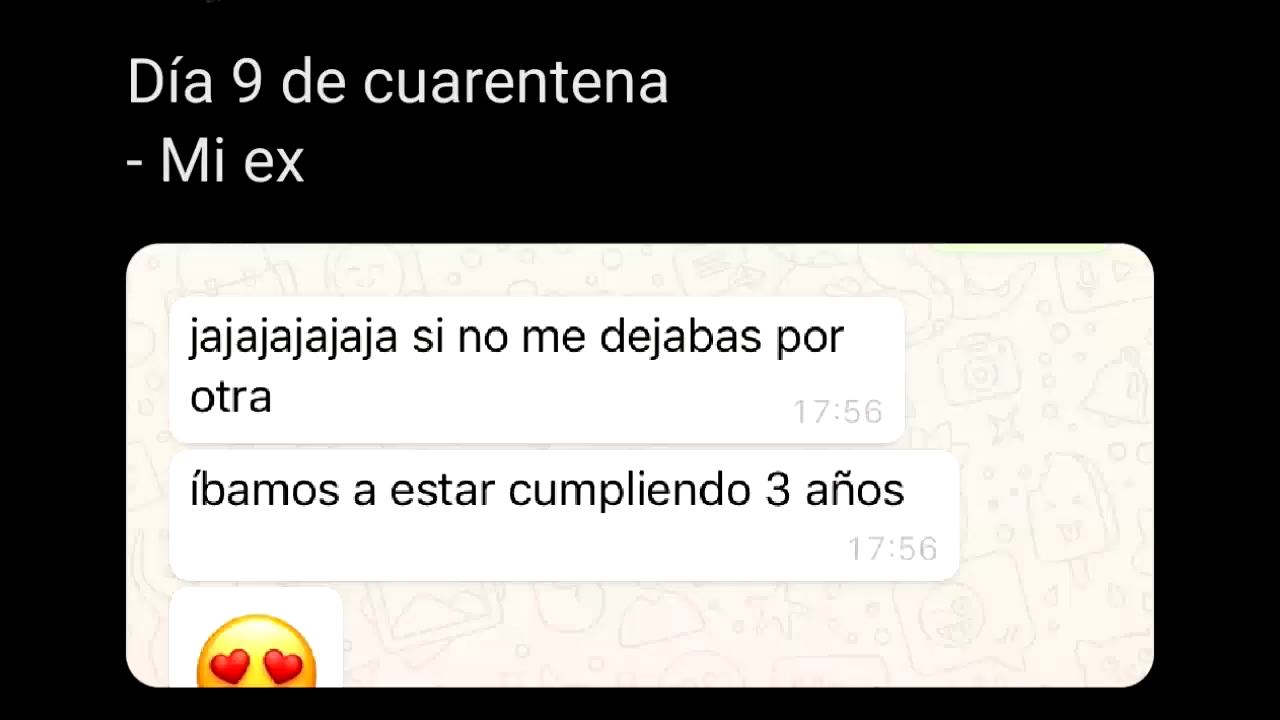 Día 9 de cuarentena
- Mi ex
jajajajajaja si no me dejabas por
otra
17:56
íbamos a estar cumpliendo 3 años
17:56